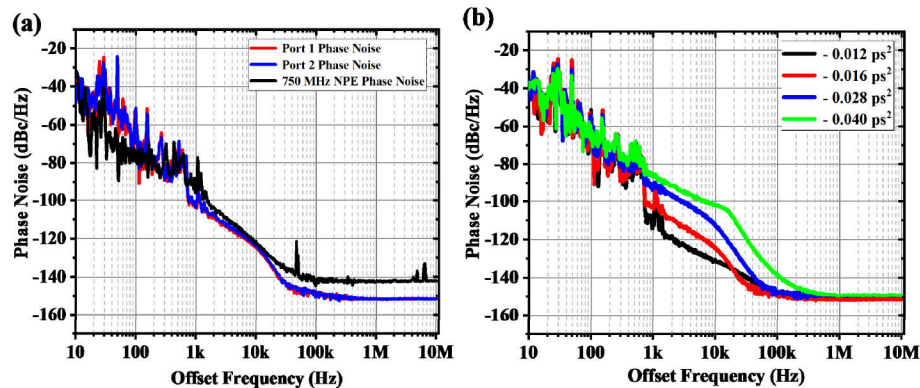 (a)
Phase Noise (dBc/Hz)
-20
-40
-60
-80
-100
-120
-140
-160
Port 1 Phase Noise
Port 2 Phase Noise
750 MHz NPE Phase Noise
10
100
1k
10k
100k
1M
10M
Offset Frequency (Hz)
(b)
Phase Noise (dBc/Hz)
-20
-40
-60
-80
-100
-120
-140
-160
- 0.012 ps²
- 0.016 ps²
- 0.028 ps²
- 0.040 ps²
10
100
1k
10k
100k
1M
10M
Offset Frequency (Hz)